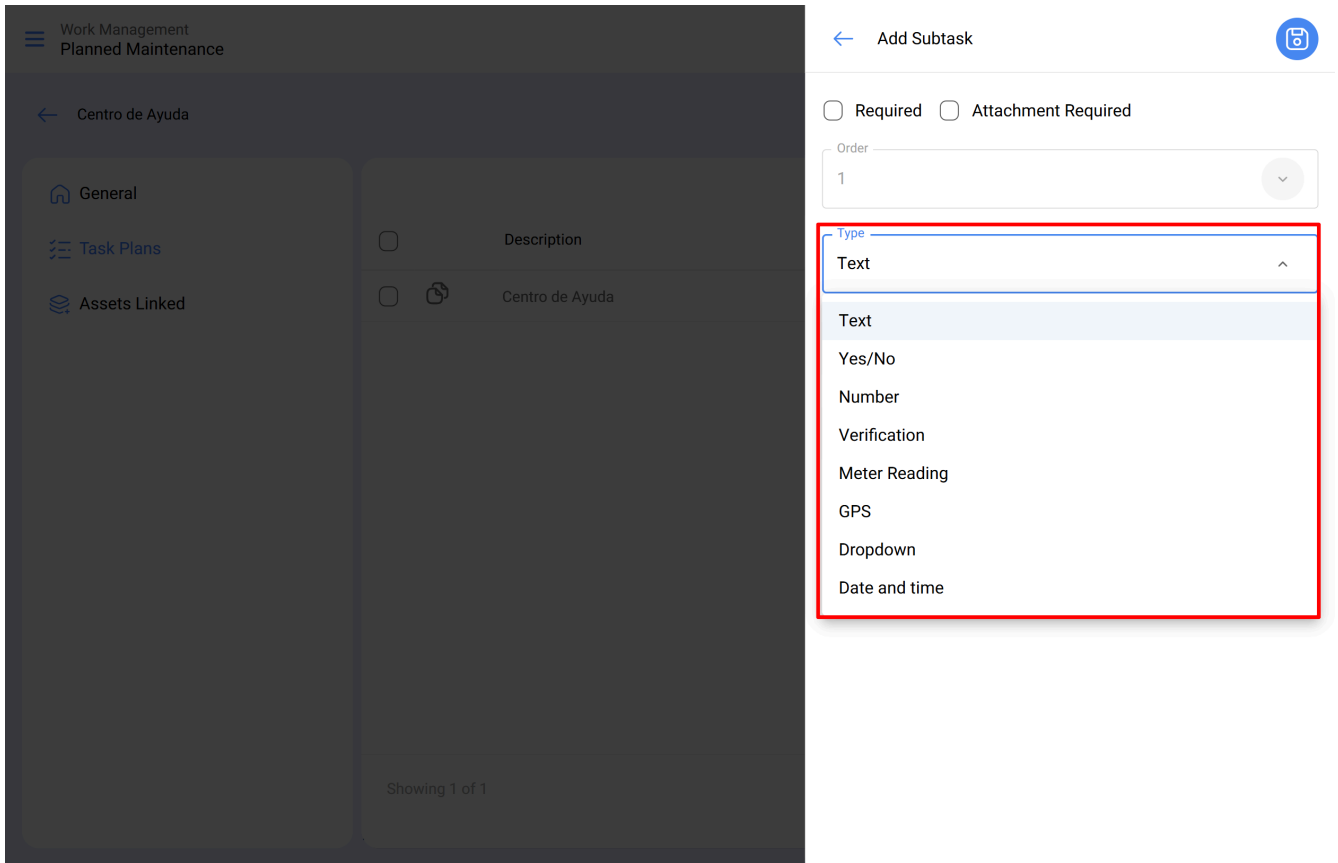 Work Management
Planned Maintenance
Centro de Ayuda
General
Task Plans
Assets Linked
Description
Centro de Ayuda
Showing 1 of 1
Add Subtask
Required
Attachment Required
Order
1
Type
Text
Text
Yes/No
Number
Verification
Meter Reading
GPS
Dropdown
Date and time